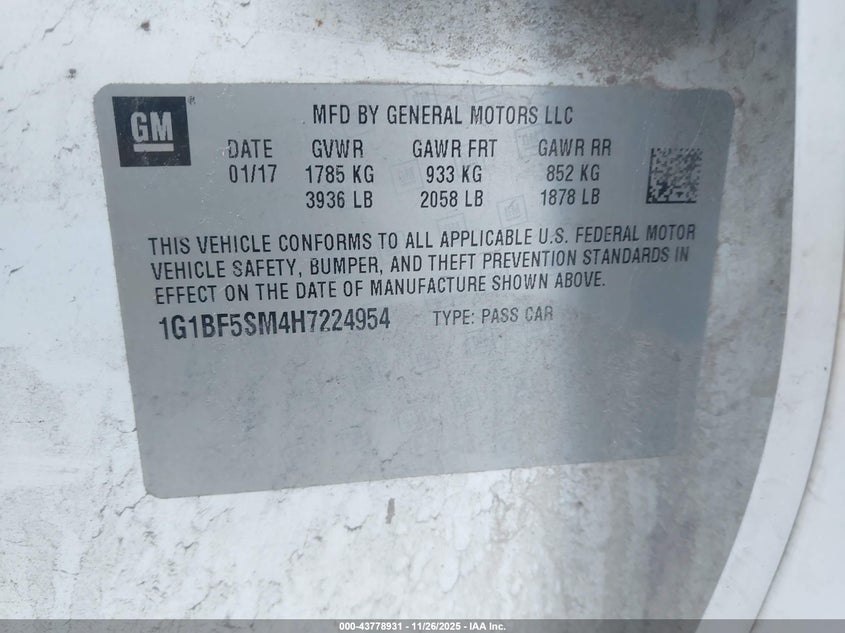 GM
MFD BY GENERAL MOTORS LLC
DATE GVWR GAWR FRT GAWR RR
01/17 1785 KG 933 KG 852 KG
3936 LB 2058 LB 1878 LB
THIS VEHICLE CONFORMS TO ALL APPLICABLE U.S. FEDERAL MOTOR
VEHICLE SAFETY, BUMPER, AND THEFT PREVENTION STANDARDS IN
EFFECT ON THE DATE OF MANUFACTURE SHOWN ABOVE.
1G1BF5SM4H7224954 TYPE: PASS CAR
000-43778931 - 11/26/2025 - IAA Inc.